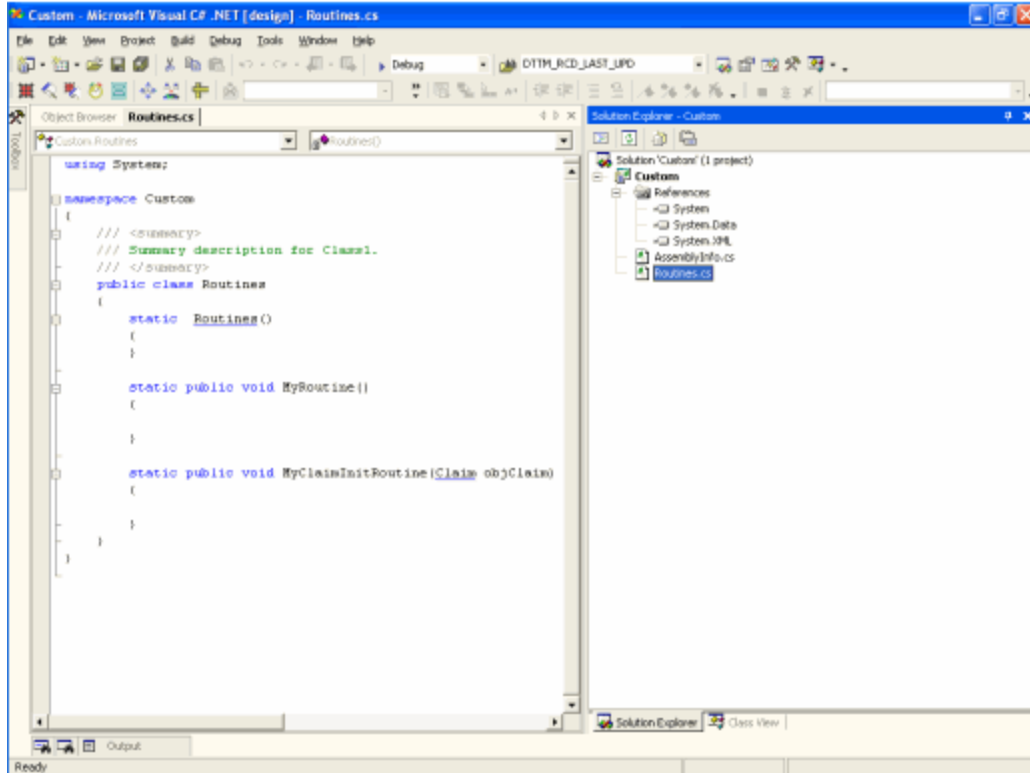 Custom - Microsoft Visual C# .NET [design] - Routines.cs
File Edit View Project Build Debug Tools Window Help
Debug DTTM_RCD_LAST_UPD
Object Browser Routines.cs
Solution Explorer - Custom
Toolbox
Custom.Routines Routines()
using System;
namespace Custom
{
/// <summary>
/// Summary description for Class1.
/// </summary>
public class Routines
{
static Routines()
{
}
static public void MyRoutine()
{
}
static public void MyClaimInitRoutine(Claim objClaim)
{
}
}
}
Solution 'Custom' (1 project)
Custom
References
System
System.Data
System.XML
AssemblyInfo.cs
Routines.cs
Solution Explorer Class View
Output
Ready